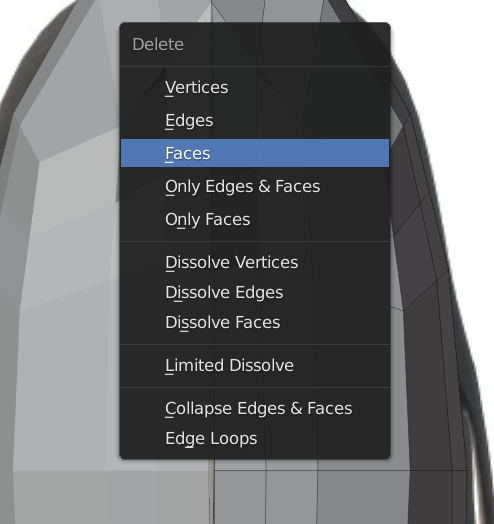 Delete
Vertices
Edges
Faces
Only Edges & Faces
Only Faces
Dissolve Vertices
Dissolve Edges
Dissolve Faces
Limited Dissolve
Collapse Edges & Faces
Edge Loops